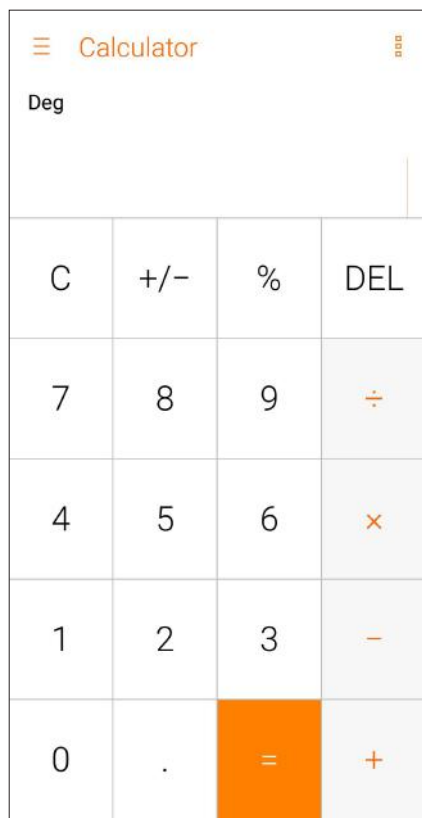 Calculator
Deg
C +/− % DEL
7 8 9 ÷
4 5 6 ×
1 2 3 −
0 . = +